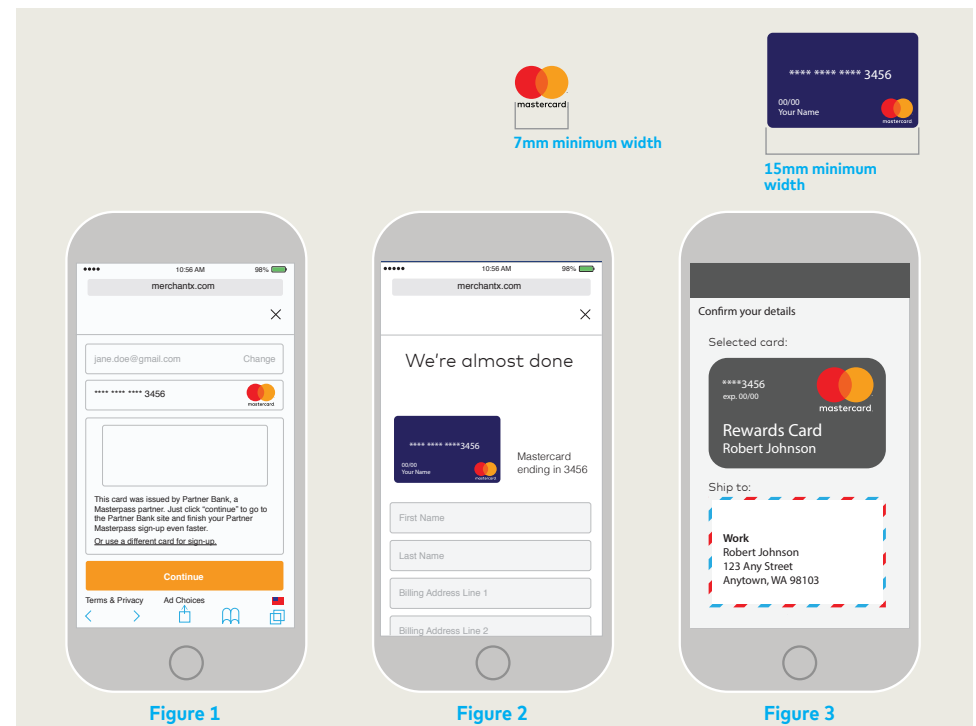 mastercard
7mm minimum width
**** **** **** 3456
00/00
Your Name
mastercard
15mm minimum
width
10:56 AM
98%
merchantx.com
jane.doe@gmail.com
Change
**** **** **** 3456
mastercard
This card was issued by Partner Bank, a
Masterpass partner. Just click “continue” to go to
the Partner Bank site and finish your Partner
Masterpass sign-up even faster.
Or use a different card for sign-up.
Continue
Terms & Privacy
Ad Choices
Figure 1
10:56 AM
98%
merchantx.com
We’re almost done
**** **** ****3456
00/00
Your Name
mastercard
Mastercard
ending in 3456
First Name
Last Name
Billing Address Line 1
Billing Address Line 2
Figure 2
Confirm your details
Selected card:
****3456
exp. 00/00
mastercard.
Rewards Card
Robert Johnson
Ship to:
Work
Robert Johnson
123 Any Street
Anytown, WA 98103
Figure 3